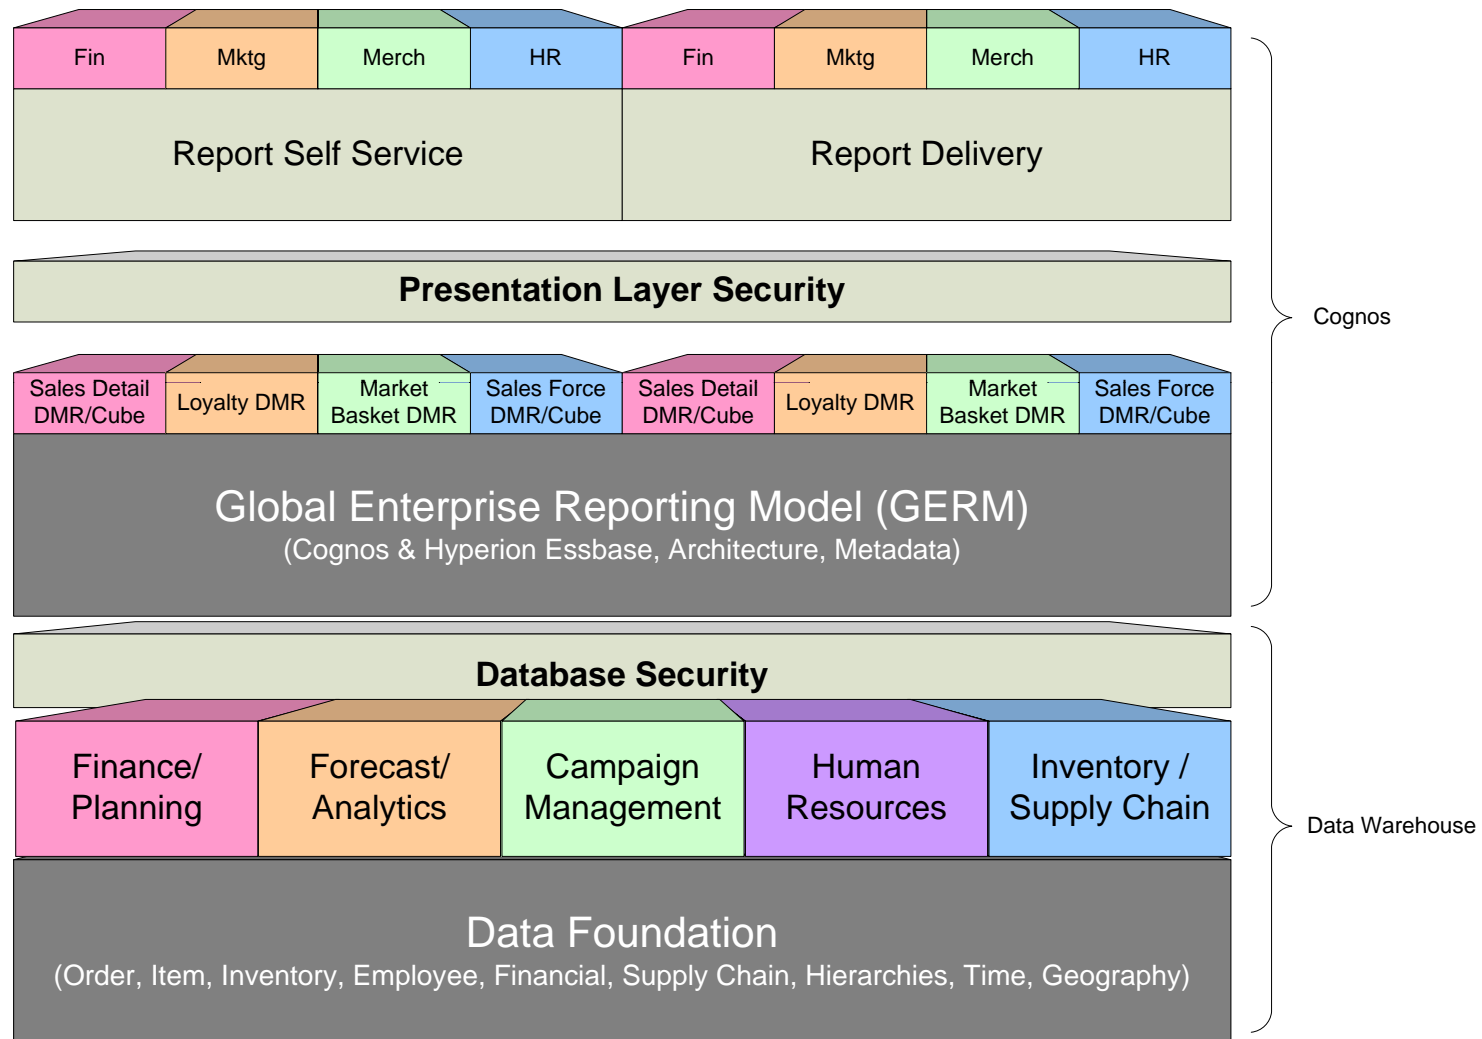 Fin
Mktg
Merch
HR
Fin
Mktg
Merch
HR
Report Self Service
Report Delivery
Presentation Layer Security
Cognos
Sales Detail
DMR/Cube
Loyalty DMR
Market
Basket DMR
Sales Force
DMR/Cube
Sales Detail
DMR/Cube
Loyalty DMR
Market
Basket DMR
Sales Force
DMR/Cube
Global Enterprise Reporting Model (GERM)
(Cognos & Hyperion Essbase, Architecture, Metadata)
Database Security
Finance/
Planning
Forecast/
Analytics
Campaign
Management
Human
Resources
Inventory /
Supply Chain
Data Warehouse
Data Foundation
(Order, Item, Inventory, Employee, Financial, Supply Chain, Hierarchies, Time, Geography)